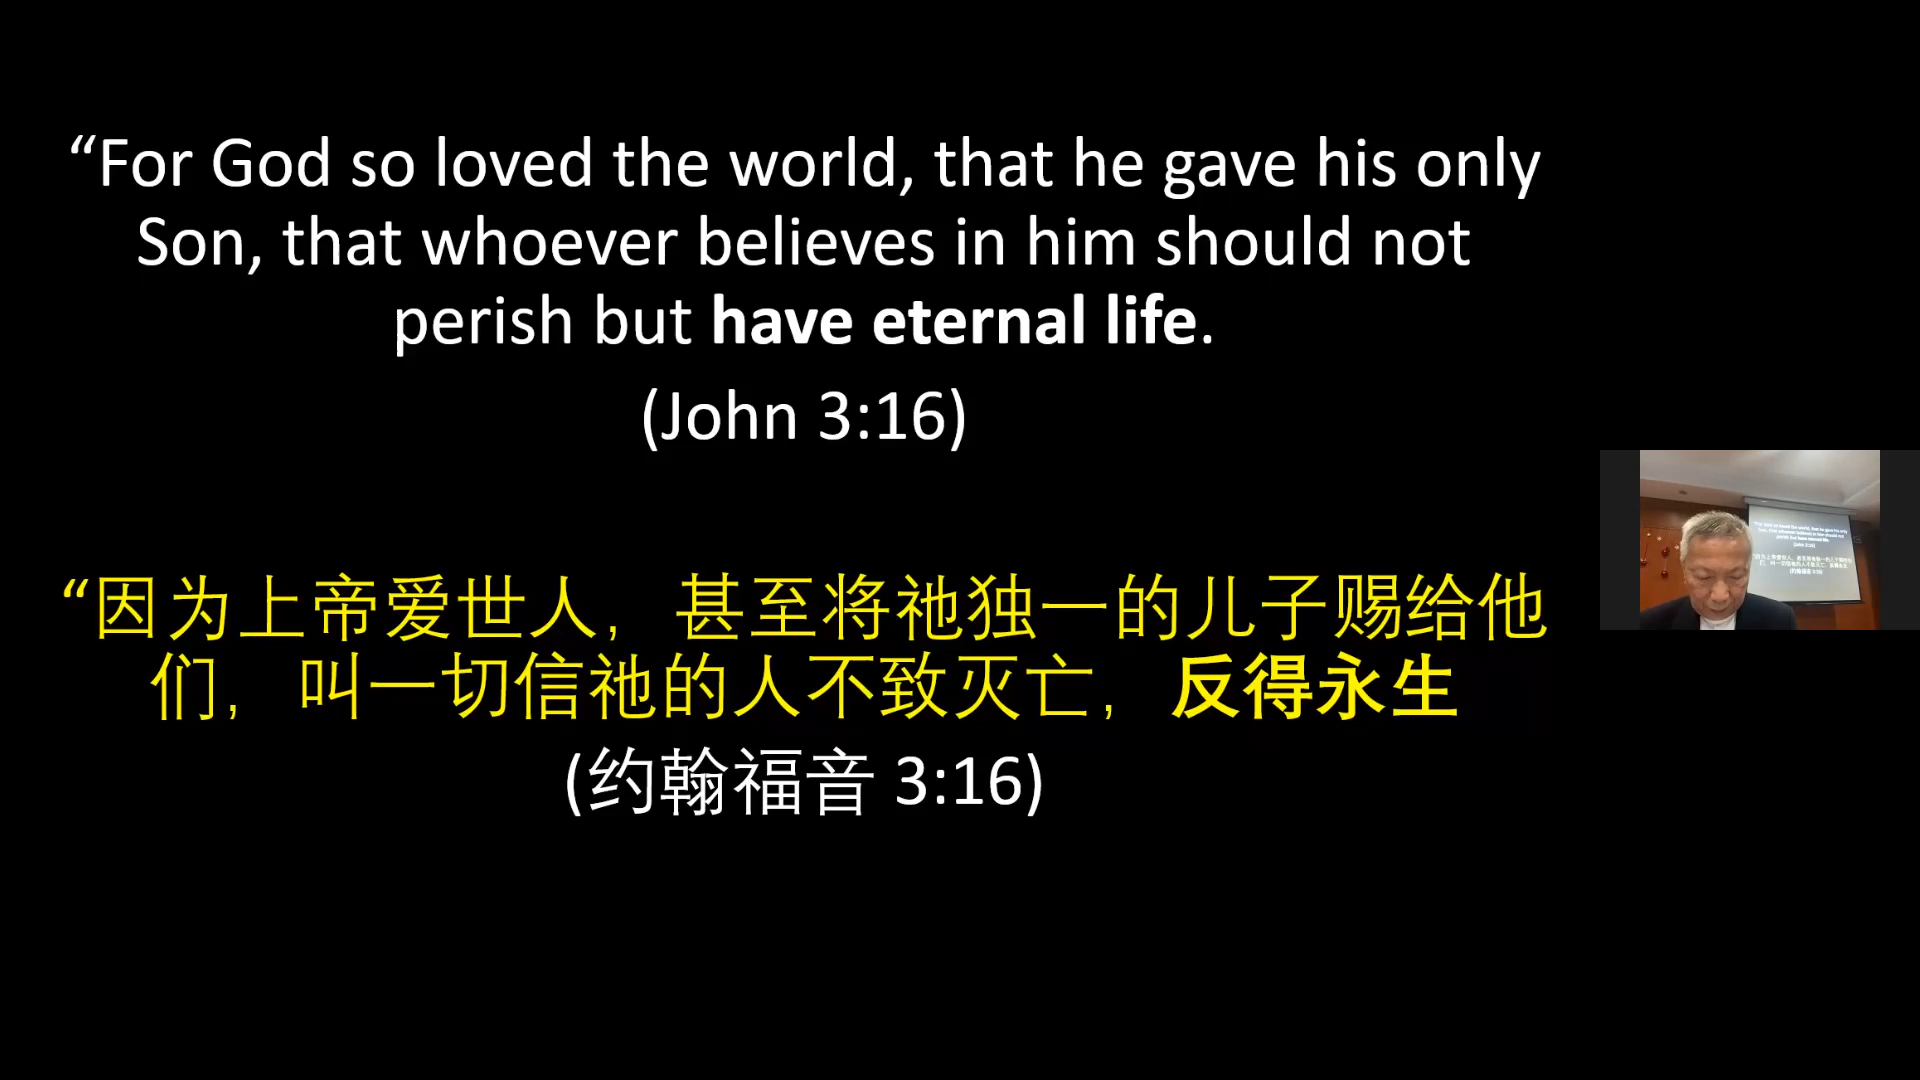 “For God so loved the world, that he gave his only
Son, that whoever believes in him should not
perish but have eternal life.
(John 3:16)
“因为上帝爱世人，甚至将祂独一的儿子赐给他
们，叫一切信祂的人不致灭亡，反得永生
(约翰福音 3:16)